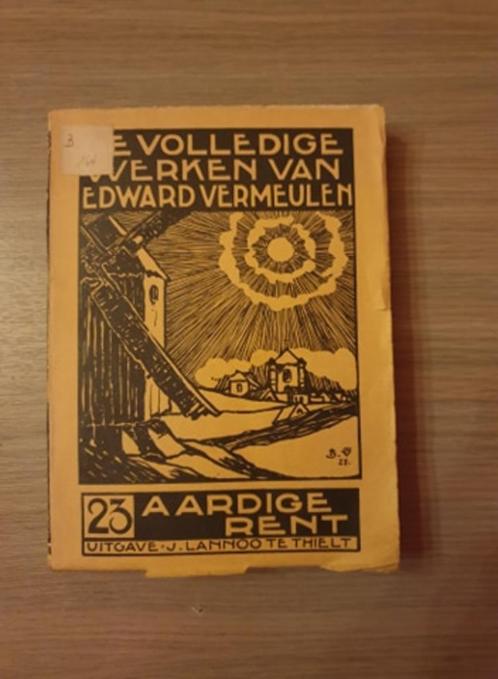 E VOLLEDIGE
WERKEN VAN
EDWARD VERMEULEN
B.
23 AARDIGE
RENT
UITGAVE · J. LANNOO TE THIELT